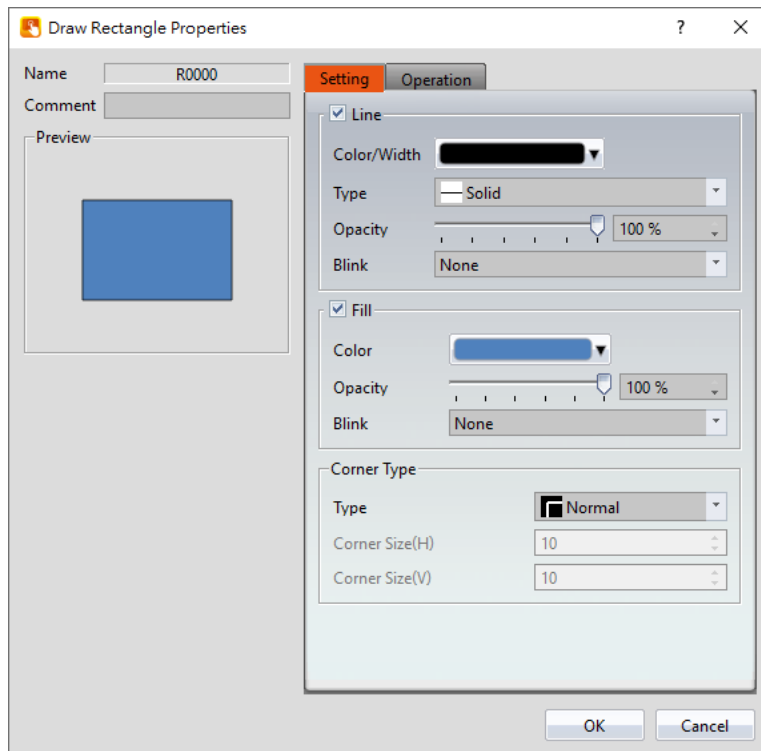 Draw Rectangle Properties ?
Name R0000
Comment
Preview
Setting Operation
Line
Color/Width
Type Solid
Opacity 100 %
Blink None
Fill
Color
Opacity 100 %
Blink None
Corner Type
Type Normal
Corner Size(H) 10
Corner Size(V) 10
OK Cancel